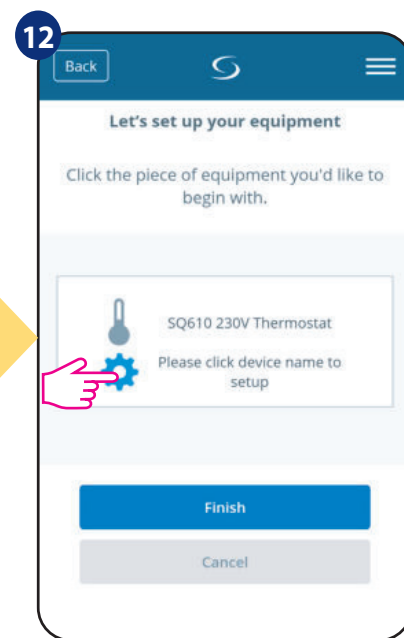 12
Back
Let's set up your equipment
Click the piece of equipment you'd like to
begin with.
SQ610 230V Thermostat
Please click device name to
setup
Finish
Cancel